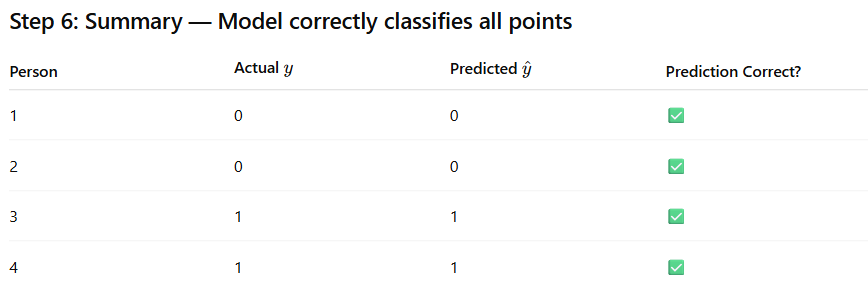 Step 6: Summary — Model correctly classifies all points
Person Actual y Predicted ŷ Prediction Correct?
1 0 0 ✅
2 0 0 ✅
3 1 1 ✅
4 1 1 ✅